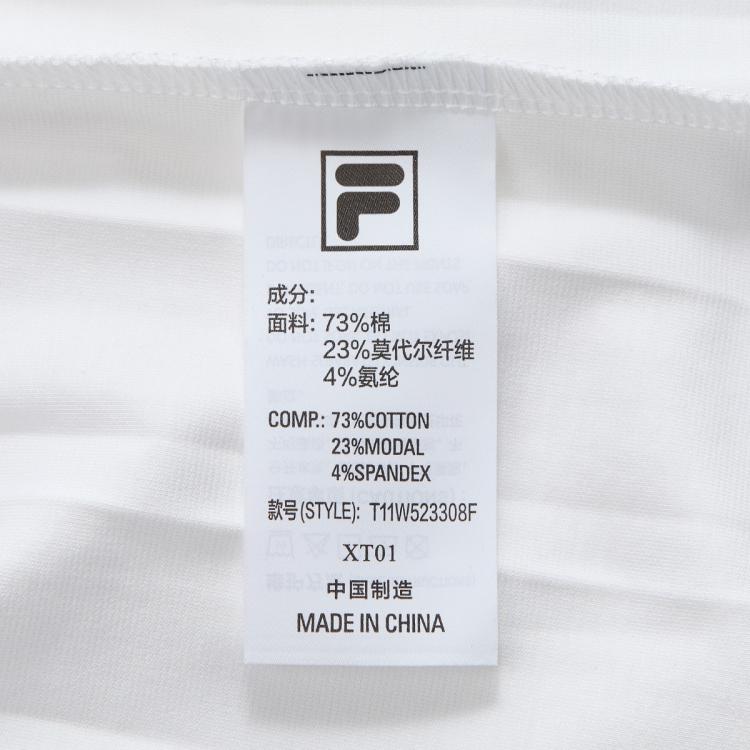 F
成分:
面料: 73%棉
23%莫代尔纤维
4%氨纶
COMP.: 73%COTTON
23%MODAL
4%SPANDEX
款号(STYLE): T11W523308F
XT01
中国制造
MADE IN CHINA